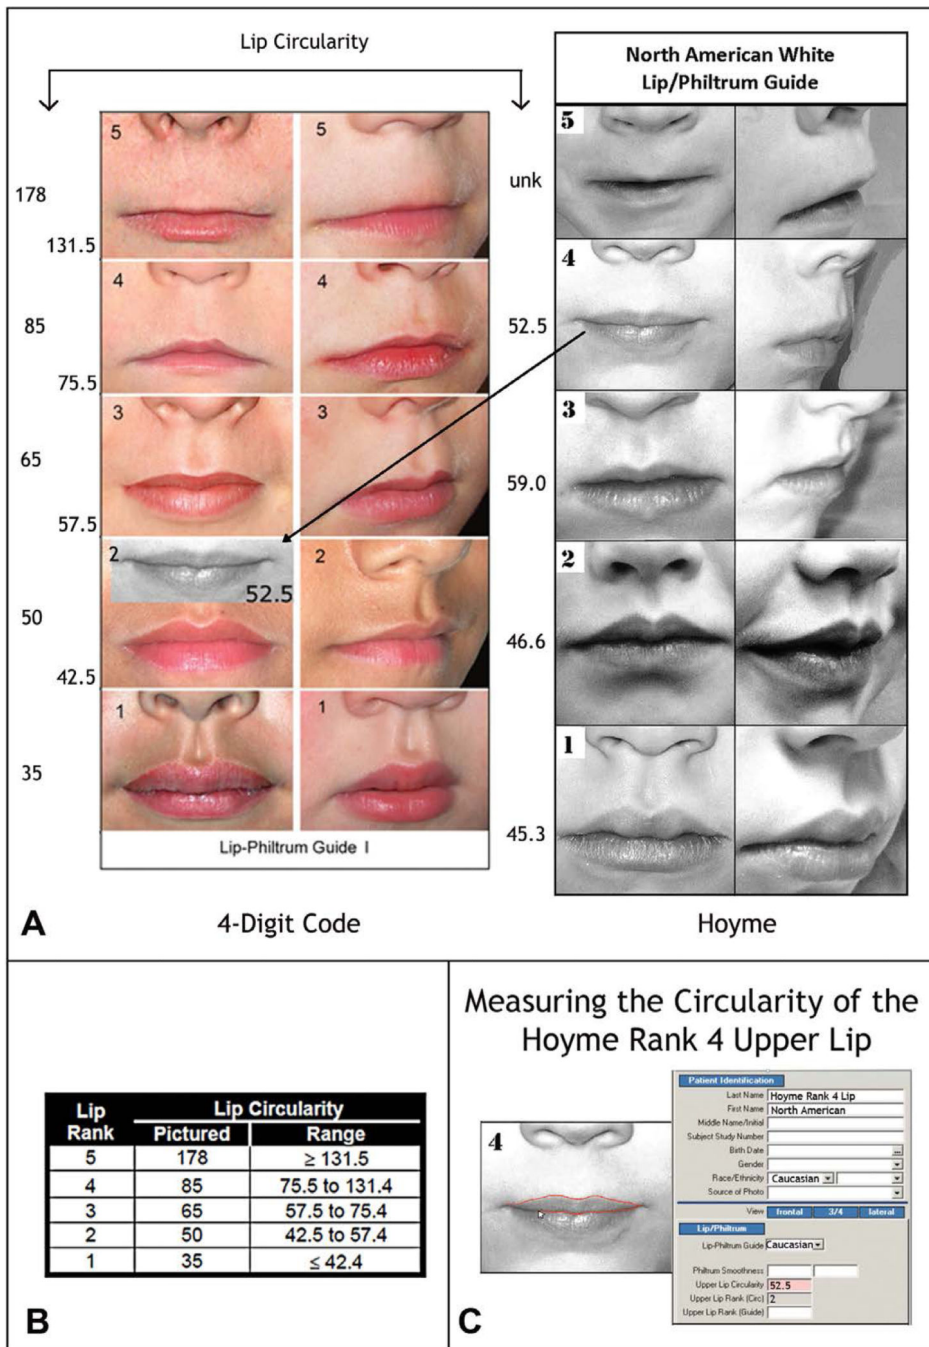 Lip Circularity
North American White
Lip/Philtrum Guide
5
5
178
131.5
4
4
85
75.5
3
3
65
57.5
2
52.5
2
50
42.5
1
1
35
Lip-Philtrum Guide I
5
unk
4
52.5
3
59.0
2
46.6
1
45.3
A
4-Digit Code
Hoyme
Lip Rank
Lip Circularity
Pictured
Range
5 178 ≥ 131.5
4 85 75.5 to 131.4
3 65 57.5 to 75.4
2 50 42.5 to 57.4
1 35 ≤ 42.4
B
Measuring the Circularity of the
Hoyme Rank 4 Upper Lip
4
Patient Identification
Last Name Hoyme Rank 4 Lip
First Name North American
Middle Name/Initial
Subject Study Number
Birth Date ...
Gender
Race/Ethnicity Caucasian
Source of Photo
View frontal 3/4 lateral
Lip/Philtrum
Lip-Philtrum Guide Caucasian
Philtrum Smoothness
Upper Lip Circularity 52.5
Upper Lip Rank (Circ) 2
Upper Lip Rank (Guide)
C